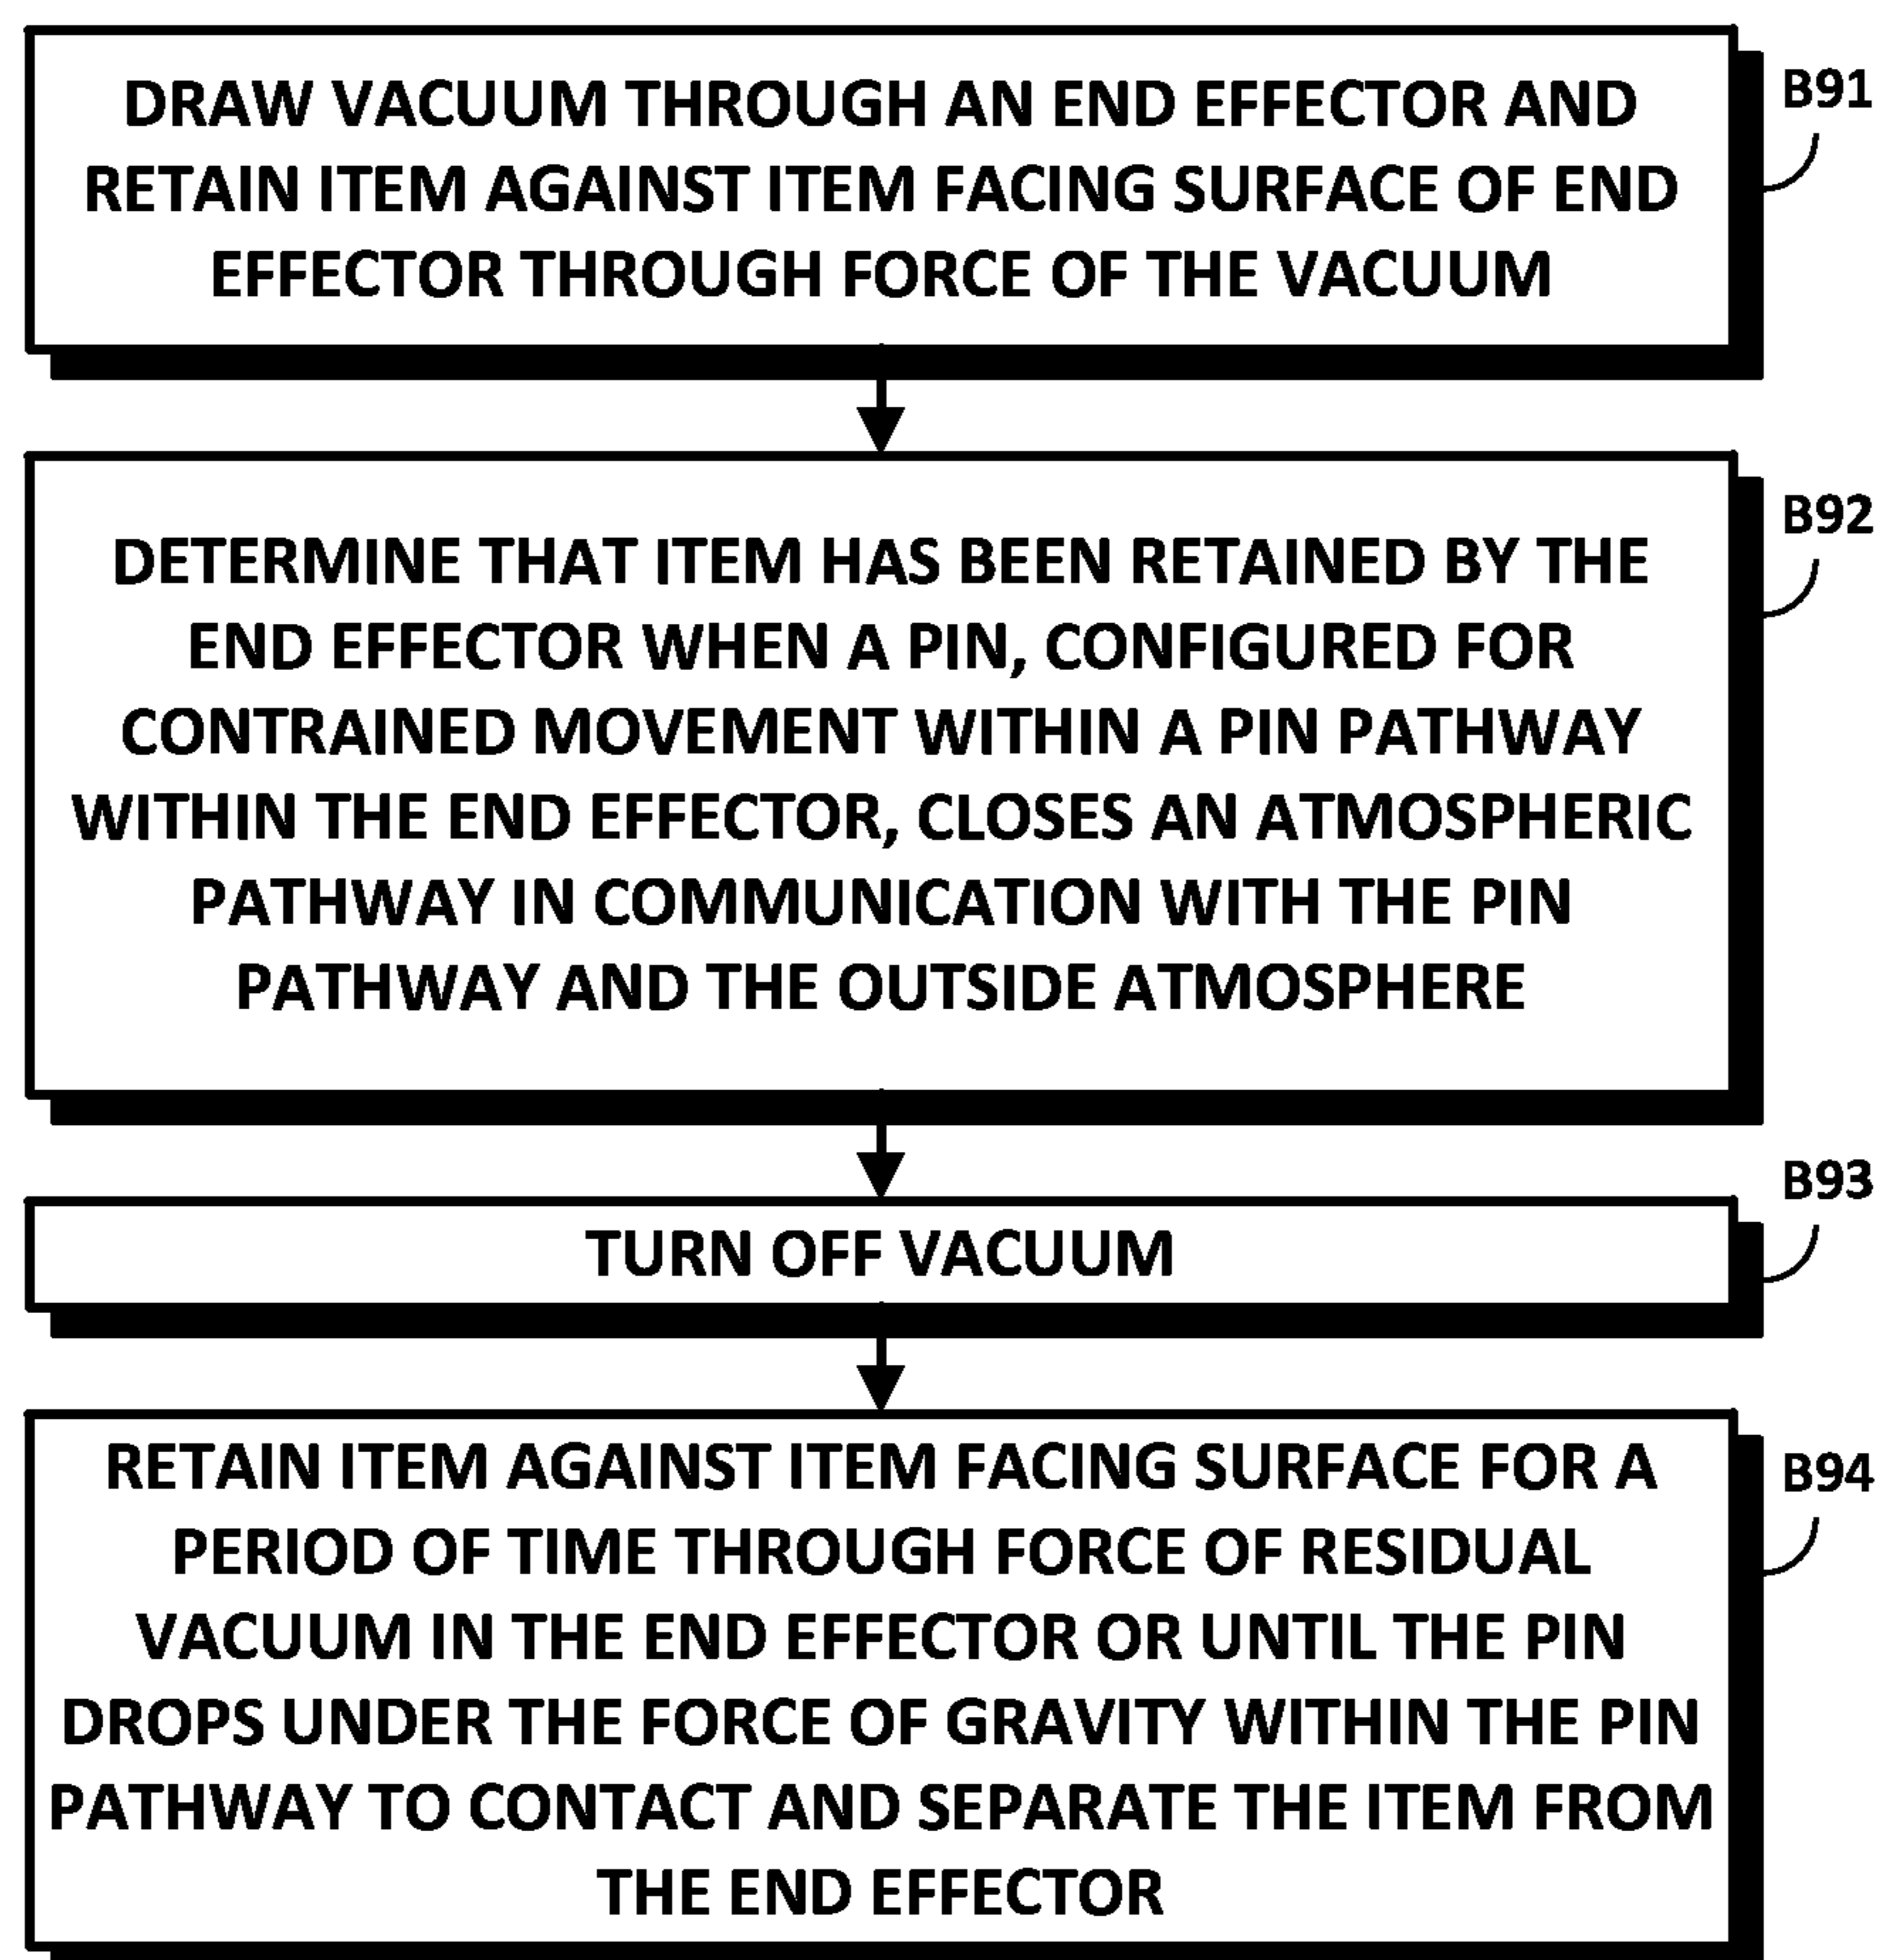 DRAW VACUUM THROUGH AN END EFFECTOR AND
RETAIN ITEM AGAINST ITEM FACING SURFACE OF END
EFFECTOR THROUGH FORCE OF THE VACUUM
B91
DETERMINE THAT ITEM HAS BEEN RETAINED BY THE
END EFFECTOR WHEN A PIN, CONFIGURED FOR
CONTRAINED MOVEMENT WITHIN A PIN PATHWAY
WITHIN THE END EFFECTOR, CLOSES AN ATMOSPHERIC
PATHWAY IN COMMUNICATION WITH THE PIN
PATHWAY AND THE OUTSIDE ATMOSPHERE
B92
TURN OFF VACUUM
B93
RETAIN ITEM AGAINST ITEM FACING SURFACE FOR A
PERIOD OF TIME THROUGH FORCE OF RESIDUAL
VACUUM IN THE END EFFECTOR OR UNTIL THE PIN
DROPS UNDER THE FORCE OF GRAVITY WITHIN THE PIN
PATHWAY TO CONTACT AND SEPARATE THE ITEM FROM
THE END EFFECTOR
B94